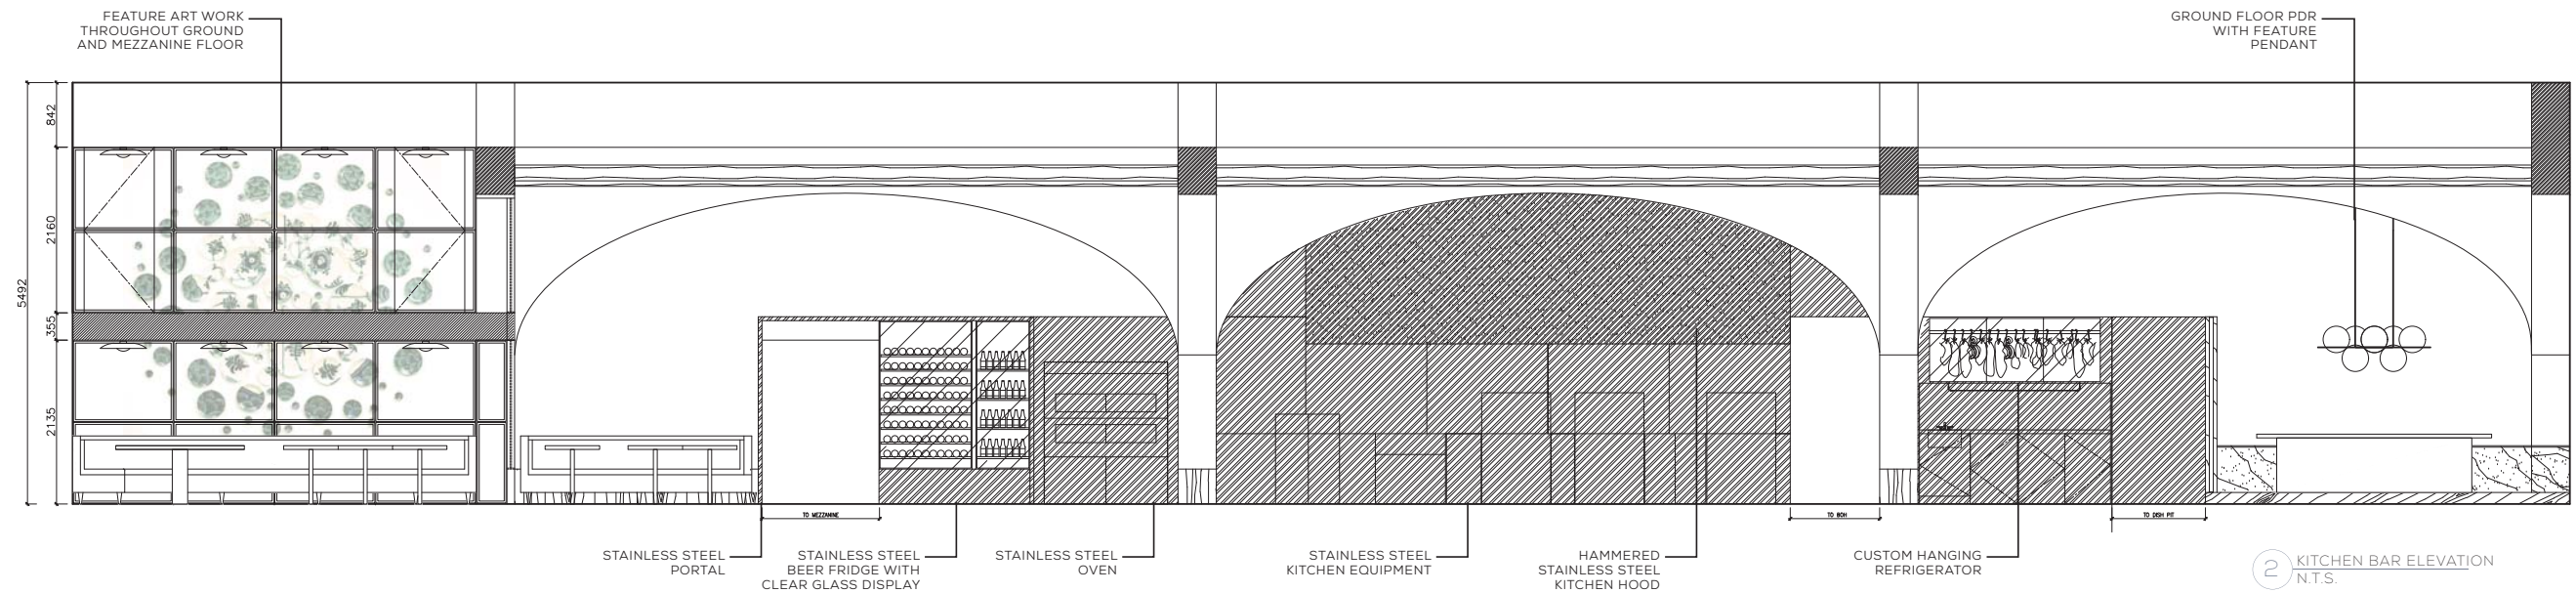 FEATURE ART WORK
THROUGHOUT GROUND
AND MEZZANINE FLOOR
GROUND FLOOR PDR
WITH FEATURE
PENDANT
842
2160
5492
355
2135
TO MEZZANINE
TO BOH
TO DISH PIT
STAINLESS STEEL
PORTAL
STAINLESS STEEL
BEER FRIDGE WITH
CLEAR GLASS DISPLAY
STAINLESS STEEL
OVEN
STAINLESS STEEL
KITCHEN EQUIPMENT
HAMMERED
STAINLESS STEEL
KITCHEN HOOD
CUSTOM HANGING
REFRIGERATOR
2
KITCHEN BAR ELEVATION
N.T.S.